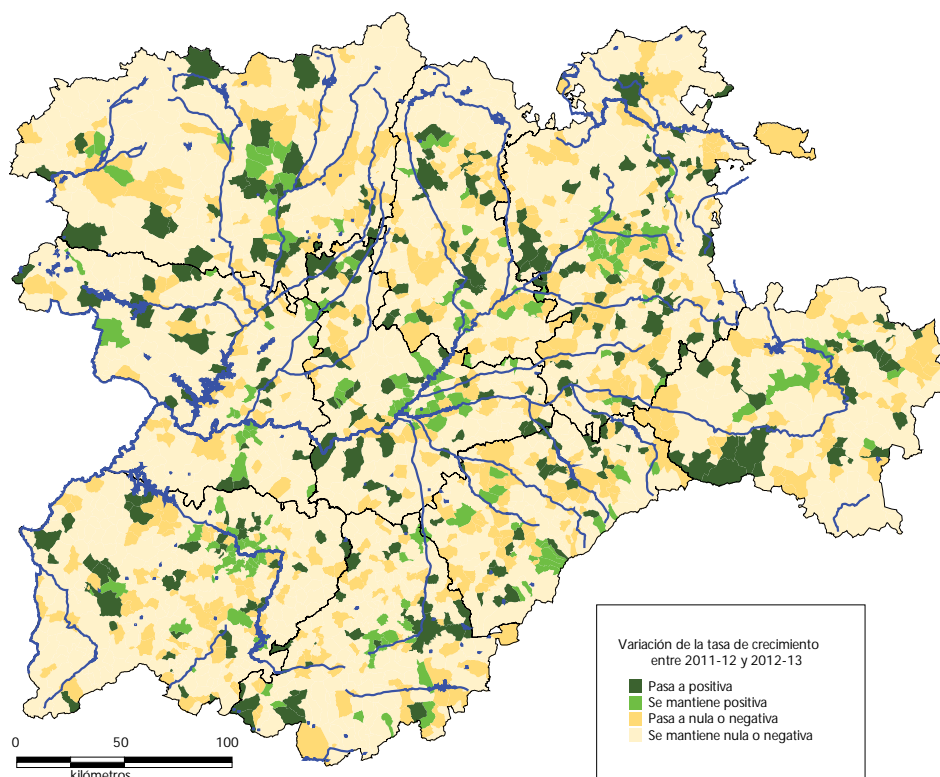 Variación de la tasa de crecimiento
entre 2011-12 y 2012-13
Pasa a positiva
Se mantiene positiva
Pasa a nula o negativa
Se mantiene nula o negativa
0 50 100
kilómetros